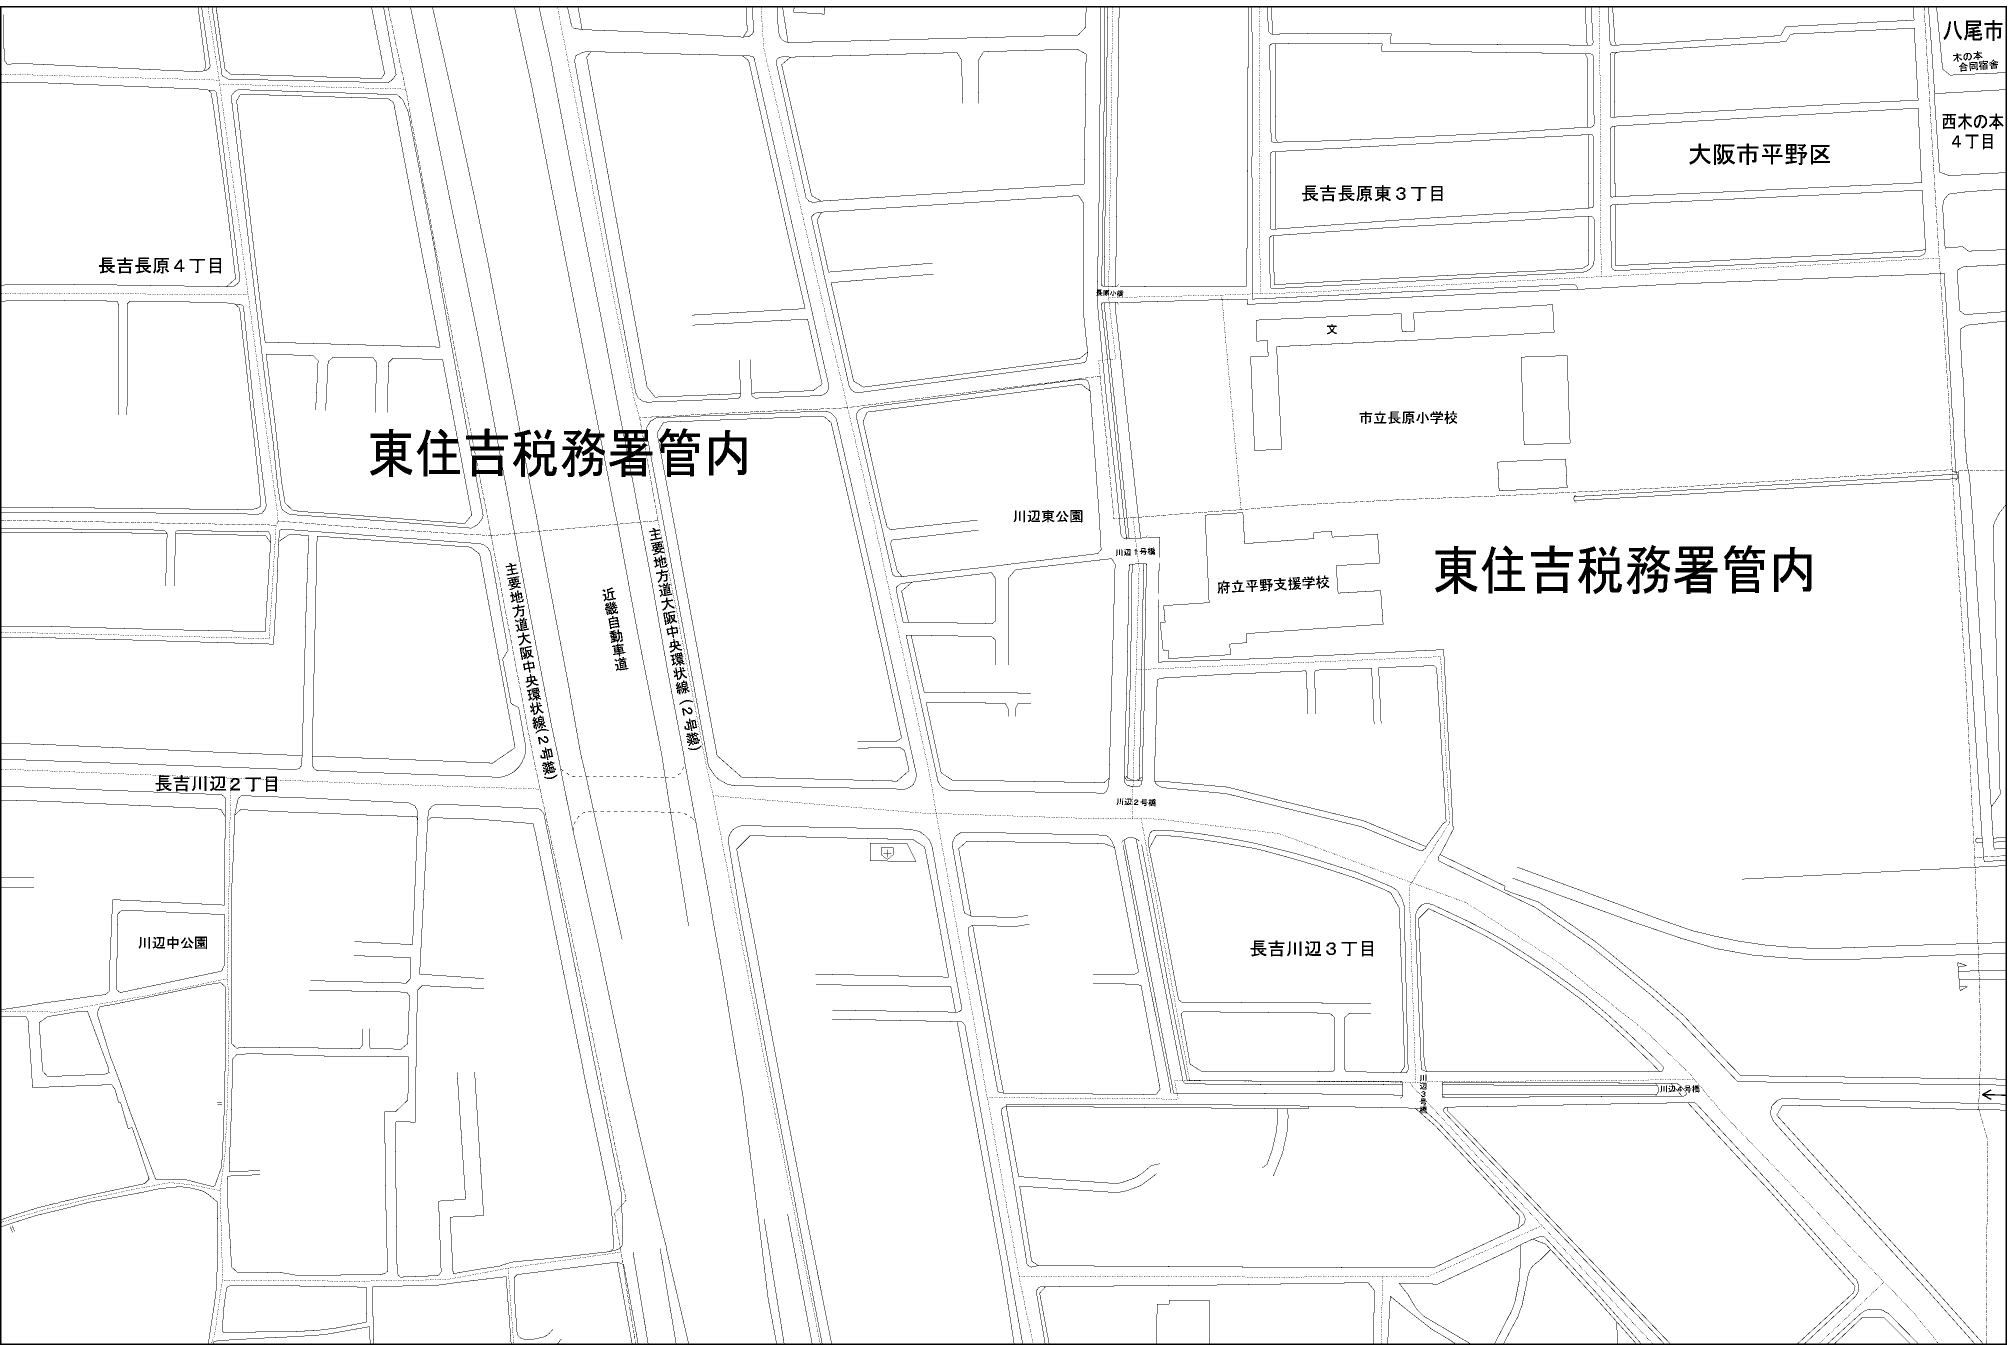 八尾市
木の本
合同宿舎
西木の本
４丁目
大阪市平野区
長吉長原東３丁目
長吉長原４丁目
長原小橋
文
市立長原小学校
東住吉税務署管内
川辺東公園
川辺１号橋
府立平野支援学校
東住吉税務署管内
主要地方道大阪中央環状線（２号線）
近畿自動車道
主要地方道大阪中央環状線（２号線）
長吉川辺２丁目
川辺２号橋
川辺中公園
長吉川辺３丁目
川辺３号橋
川辺４号橋